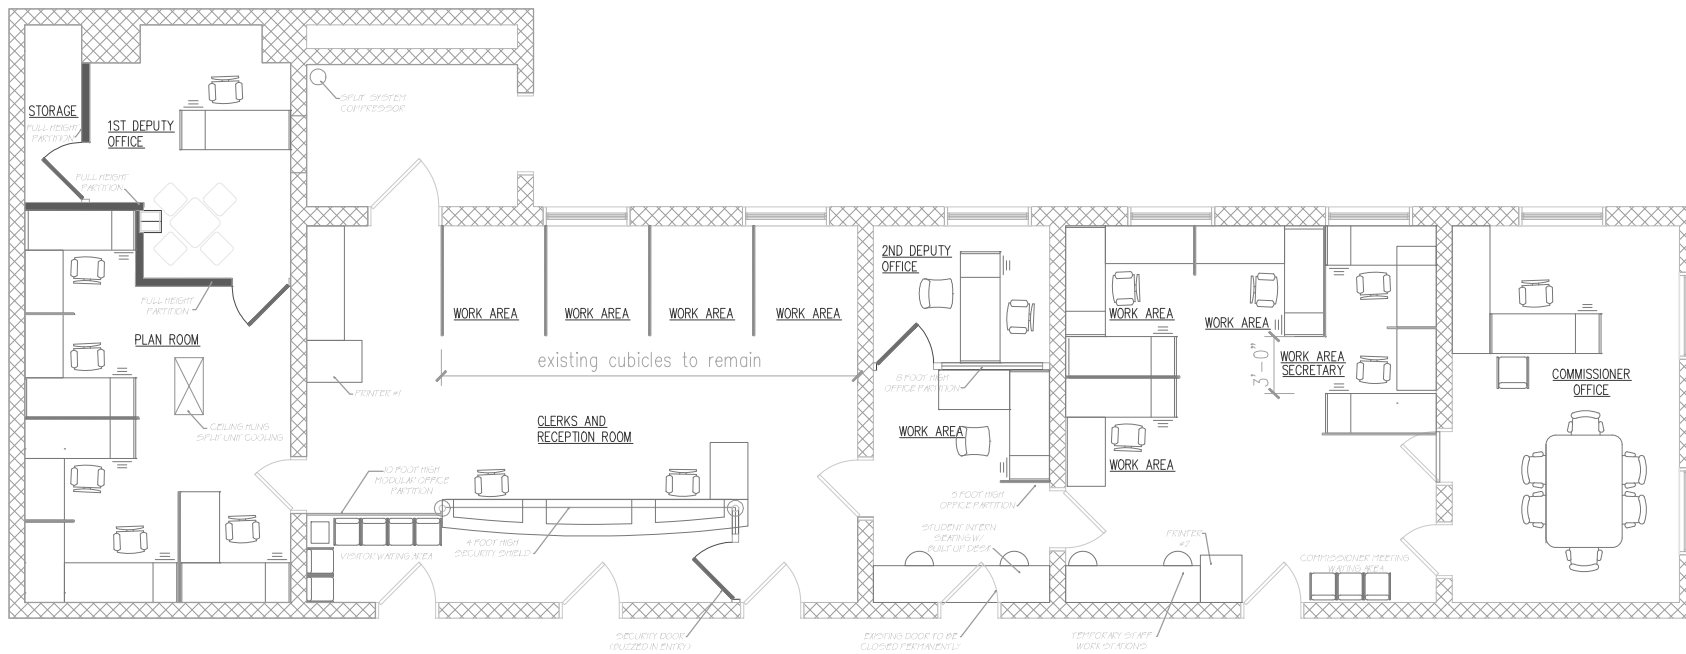 STORAGE
FULL HEIGHT
PARTITION
1ST DEPUTY
OFFICE
FULL HEIGHT
PARTITION
FULL HEIGHT
PARTITION
PLAN ROOM
CEILING HUNG
SPLIT UNIT COOLING
SPLIT SYSTEM
COMPRESSOR
WORK AREA
WORK AREA
WORK AREA
WORK AREA
existing cubicles to remain
PRINTER #1
CLERKS AND
RECEPTION ROOM
10 FOOT HIGH
MODULAR OFFICE
PARTITION
VISITOR WAITING AREA
4 FOOT HIGH
SECURITY SHIELD
SECURITY DOOR
(BUZZED IN ENTRY)
2ND DEPUTY
OFFICE
6 FOOT HIGH
OFFICE PARTITION
WORK AREA
5 FOOT HIGH
OFFICE PARTITION
STUDENT INTERN
SEATING W/
BUILT UP DESK
EXISTING DOOR TO BE
CLOSED PERMANENTLY
WORK AREA
WORK AREA
3'-0"
WORK AREA
SECRETARY
WORK AREA
PRINTER
#2
TEMPORARY STAFF
WORK STATIONS
COMMISSIONER MEETING
WAITING AREA
COMMISSIONER
OFFICE